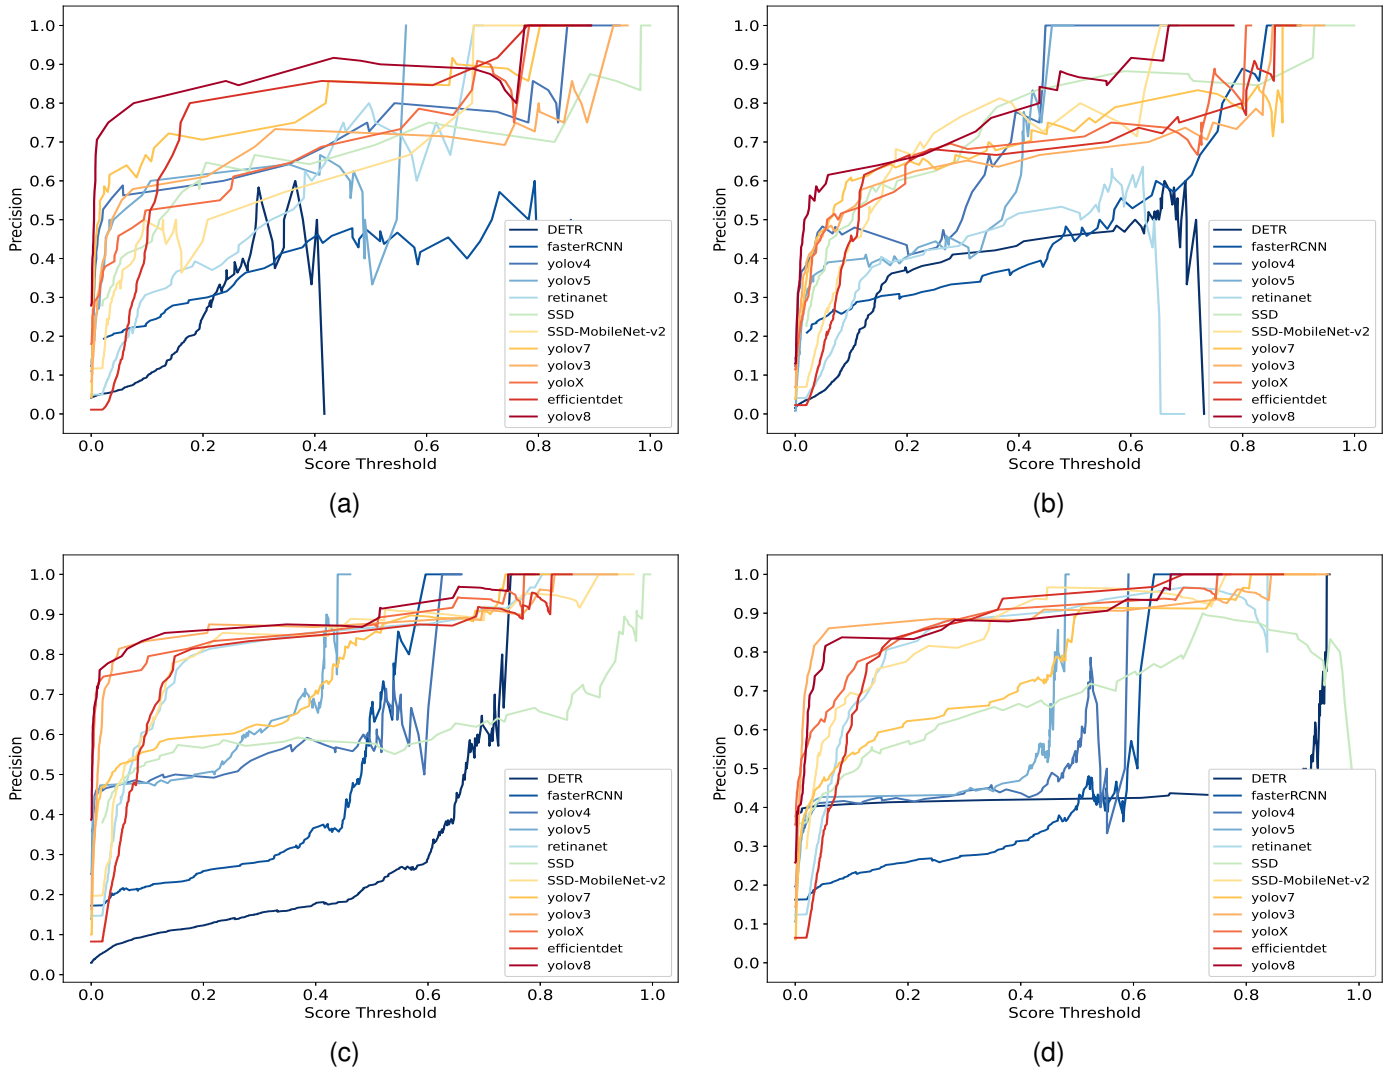 1.0
0.9
0.8
0.7
0.6
0.5
0.4
0.3
0.2
0.1
0.0
Precision
0.0 0.2 0.4 0.6 0.8 1.0
Score Threshold
DETR
fasterRCNN
yolov4
yolov5
retinanet
SSD
SSD-MobileNet-v2
yolov7
yolov3
yoloX
efficientdet
yolov8
(a)
1.0
0.9
0.8
0.7
0.6
0.5
0.4
0.3
0.2
0.1
0.0
Precision
0.0 0.2 0.4 0.6 0.8 1.0
Score Threshold
DETR
fasterRCNN
yolov4
yolov5
retinanet
SSD
SSD-MobileNet-v2
yolov7
yolov3
yoloX
efficientdet
yolov8
(b)
1.0
0.9
0.8
0.7
0.6
0.5
0.4
0.3
0.2
0.1
0.0
Precision
0.0 0.2 0.4 0.6 0.8 1.0
Score Threshold
DETR
fasterRCNN
yolov4
yolov5
retinanet
SSD
SSD-MobileNet-v2
yolov7
yolov3
yoloX
efficientdet
yolov8
(c)
1.0
0.9
0.8
0.7
0.6
0.5
0.4
0.3
0.2
0.1
0.0
Precision
0.0 0.2 0.4 0.6 0.8 1.0
Score Threshold
DETR
fasterRCNN
yolov4
yolov5
retinanet
SSD
SSD-MobileNet-v2
yolov7
yolov3
yoloX
efficientdet
yolov8
(d)